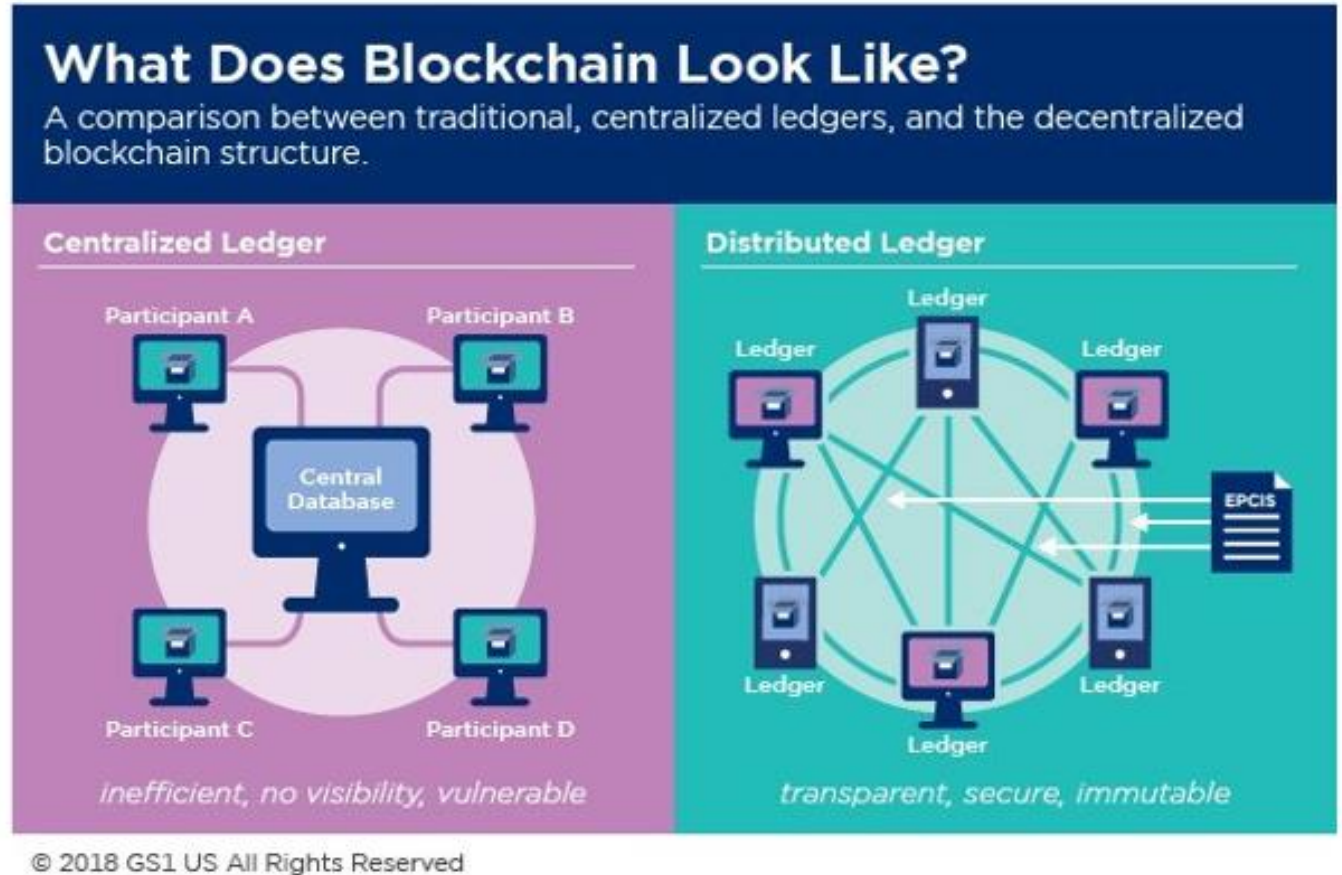 What Does Blockchain Look Like?
A comparison between traditional, centralized ledgers, and the decentralized
blockchain structure.
Centralized Ledger
Participant A
Participant B
Central
Database
Participant C
Participant D
inefficient, no visibility, vulnerable
Distributed Ledger
Ledger
Ledger
Ledger
EPCIS
Ledger
Ledger
Ledger
transparent, secure, immutable
© 2018 GS1 US All Rights Reserved